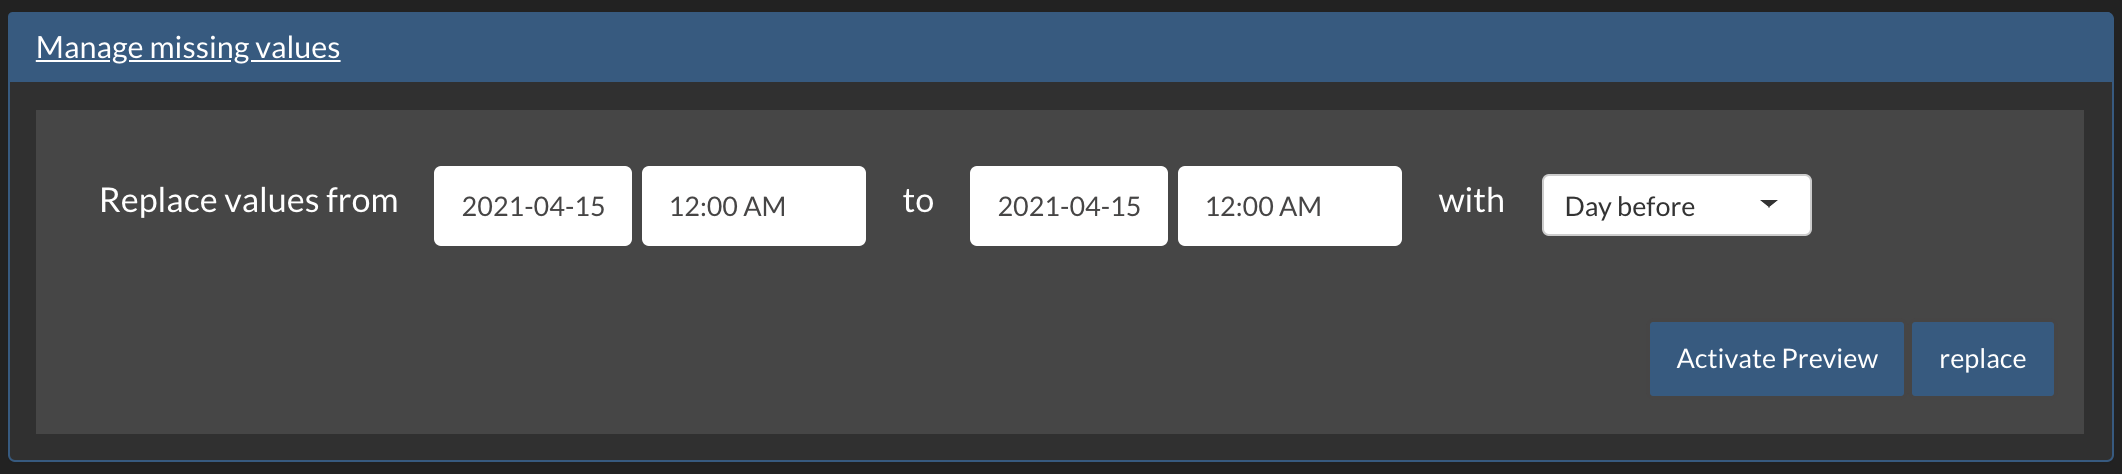 Manage missing values
Replace values from 2021-04-15 12:00 AM to 2021-04-15 12:00 AM with Day before
Activate Preview replace